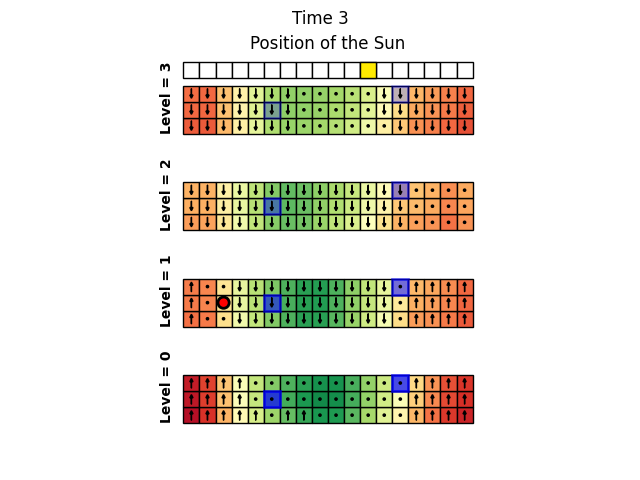 Time 3
Position of the Sun
Level = 3
Level = 2
Level = 1
Level = 0